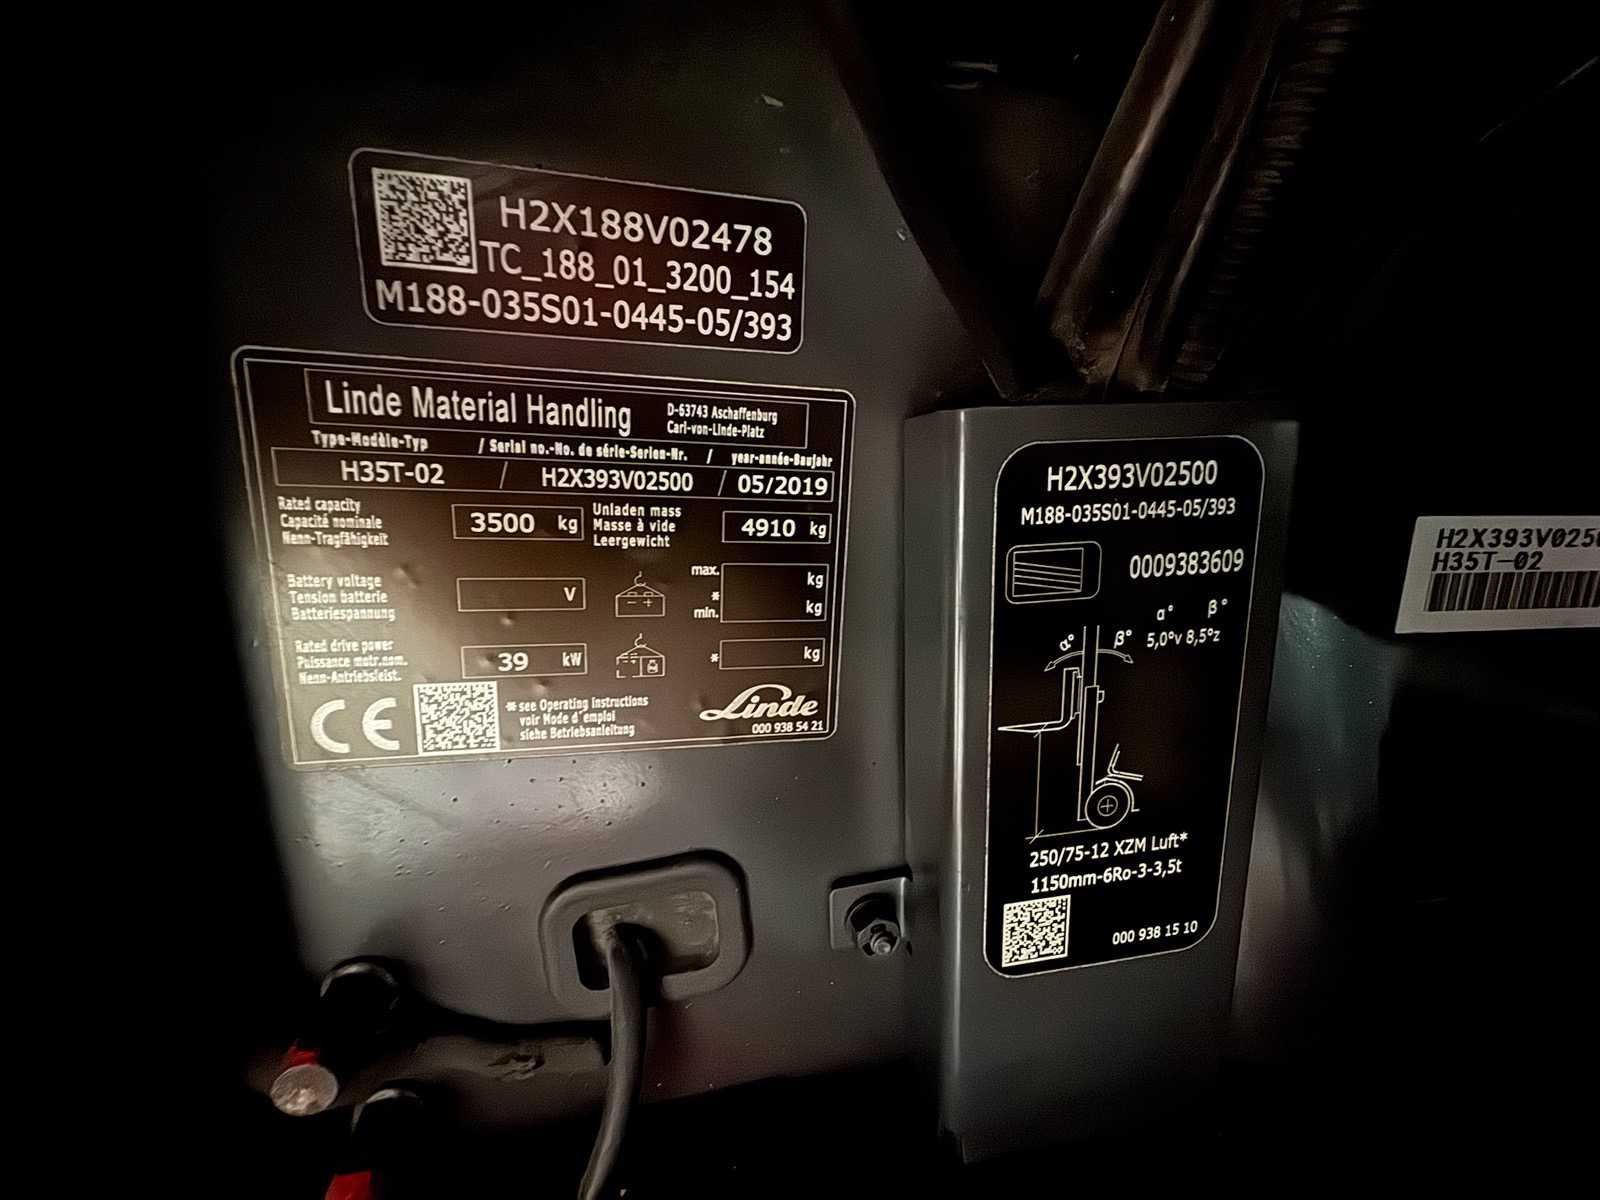 H2X188V02478
TC_188_01_3200_154
M188-035S01-0445-05/393
Linde Material Handling
D-63743 Aschaffenburg
Carl-von-Linde-Platz
Type-Modèle-Typ / Serial no.-No. de série-Serien-Nr. / year-année-Baujahr
H35T-02 / H2X393V02500 / 05/2019
Rated capacity
Capacité nominale
Nenn-Tragfähigkeit
3500 kg
Unladen mass
Masse à vide
Leergewicht
4910 kg
Battery voltage
Tension batterie
Batteriespannung
V
max. kg
*
min. kg
Rated drive power
Puissance motr.nom.
Nenn-Antriebsleist.
39 kW
* kg
CE
* see Operating instructions
voir Mode d'emploi
siehe Betriebsanleitung
Linde
000 938 54 21
H2X393V02500
M188-035S01-0445-05/393
0009383609
α° β°
5,0°v 8,5°z
α° β°
250/75-12 XZM Luft*
1150mm-6Ro-3-3,5t
000 938 15 10
H2X393V025
H35T-02